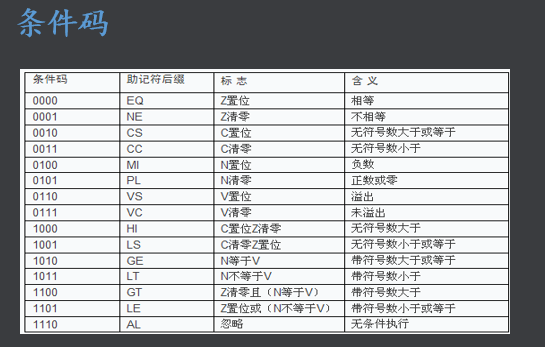 条件码
条件码 助记符后缀 标 志 含 义
0000 EQ Z置位 相等
0001 NE Z清零 不相等
0010 CS C置位 无符号数大于或等于
0011 CC C清零 无符号数小于
0100 MI N置位 负数
0101 PL N清零 正数或零
0110 VS V置位 溢出
0111 VC V清零 未溢出
1000 HI C置位Z清零 无符号数大于
1001 LS C清零Z置位 无符号数小于或等于
1010 GE N等于V 带符号数大于或等于
1011 LT N不等于V 带符号数小于
1100 GT Z清零且（N等于V） 带符号数大于
1101 LE Z置位或（N不等于V） 带符号数小于或等于
1110 AL 忽略 无条件执行